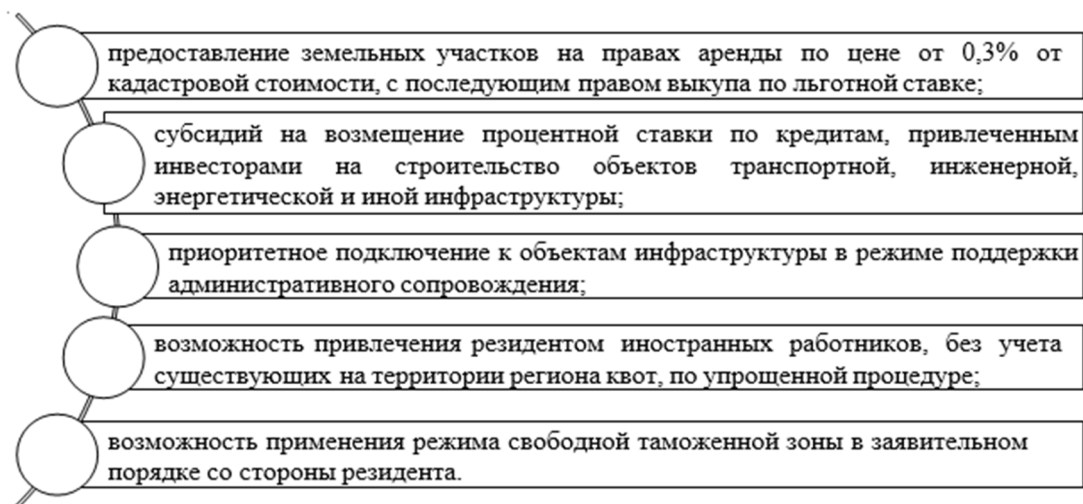 предоставление земельных участков на правах аренды по цене от 0,3% от
кадастровой стоимости, с последующим правом выкупа по льготной ставке;
субсидий на возмещение процентной ставки по кредитам, привлеченным
инвесторами на строительство объектов транспортной, инженерной,
энергетической и иной инфраструктуры;
приоритетное подключение к объектам инфраструктуры в режиме поддержки
административного сопровождения;
возможность привлечения резидентом иностранных работников, без учета
существующих на территории региона квот, по упрощенной процедуре;
возможность применения режима свободной таможенной зоны в заявительном
порядке со стороны резидента.